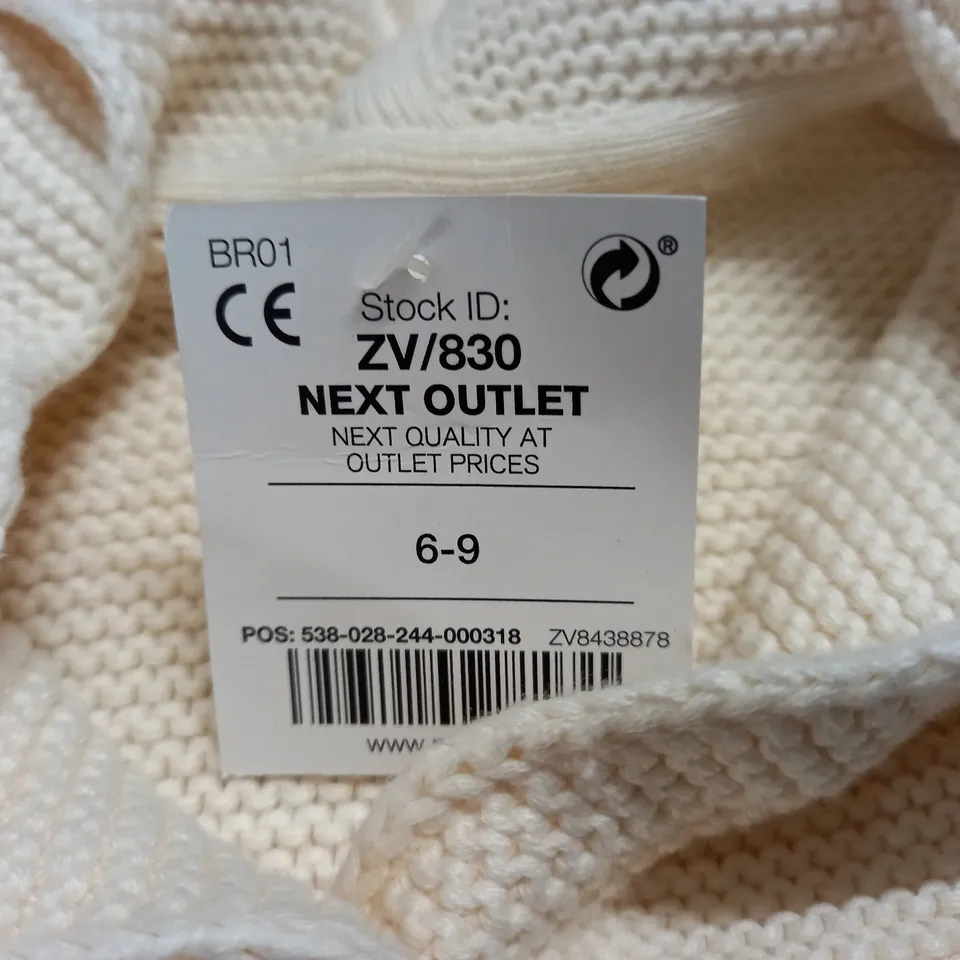 BR01
CE
Stock ID:
ZV/830
NEXT OUTLET
NEXT QUALITY AT
OUTLET PRICES
6-9
POS: 538-028-244-000318 ZV8438878
www.